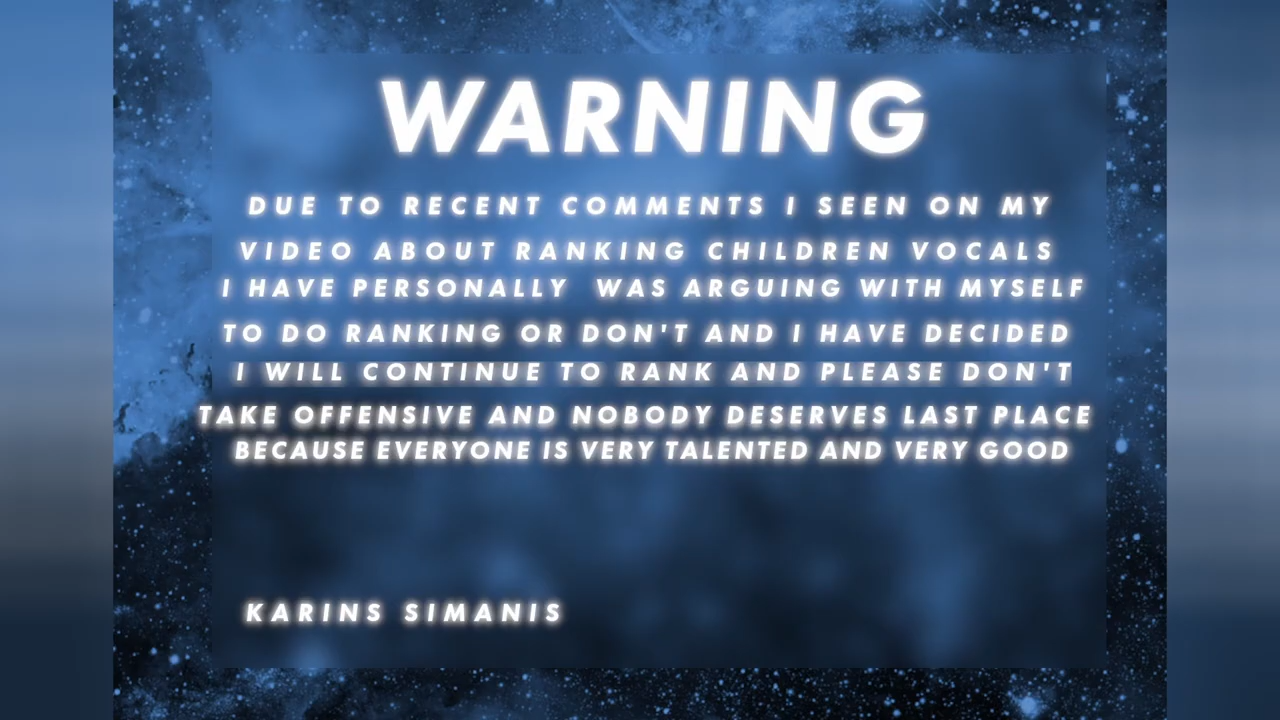 WARNING
DUE TO RECENT COMMENTS I SEEN ON MY
VIDEO ABOUT RANKING CHILDREN VOCALS
I HAVE PERSONALLY WAS ARGUING WITH MYSELF
TO DO RANKING OR DON'T AND I HAVE DECIDED
I WILL CONTINUE TO RANK AND PLEASE DON'T
TAKE OFFENSIVE AND NOBODY DESERVES LAST PLACE
BECAUSE EVERYONE IS VERY TALENTED AND VERY GOOD
KARINS SIMANIS